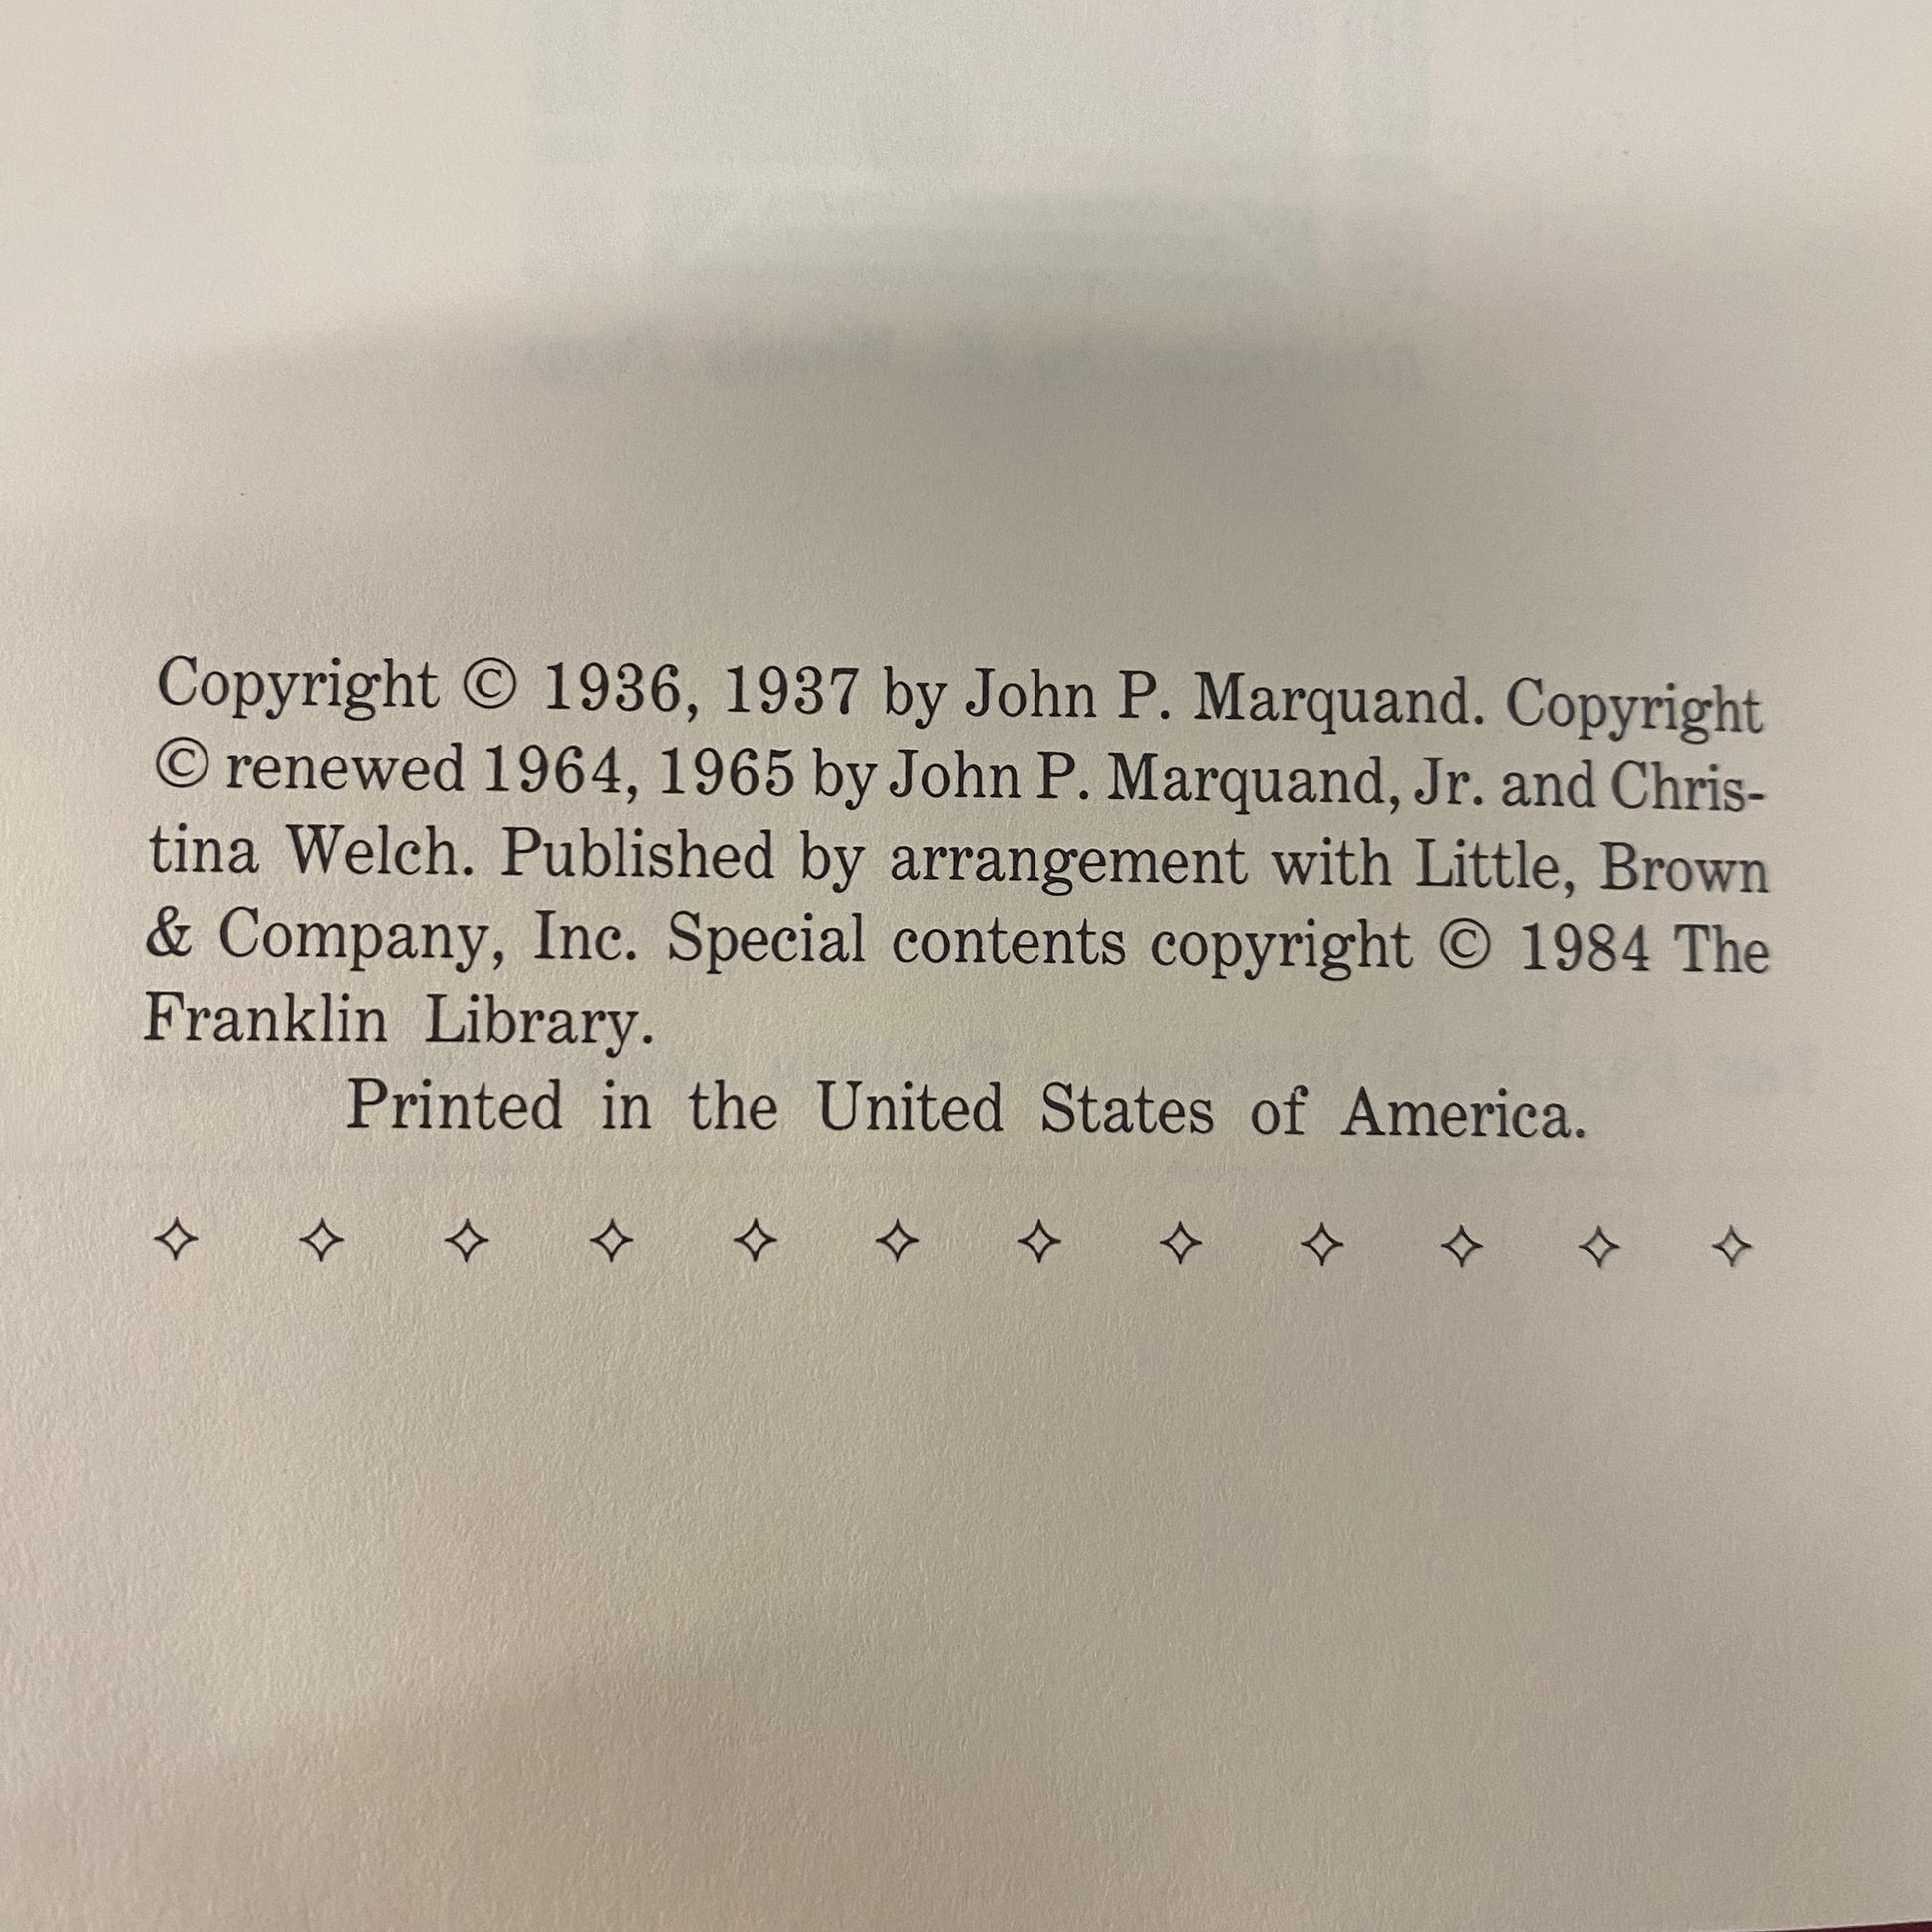 Copyright © 1936, 1937 by John P. Marquand. Copyright
© renewed 1964, 1965 by John P. Marquand, Jr. and Chris-
tina Welch. Published by arrangement with Little, Brown
& Company, Inc. Special contents copyright © 1984 The
Franklin Library.
Printed in the United States of America.